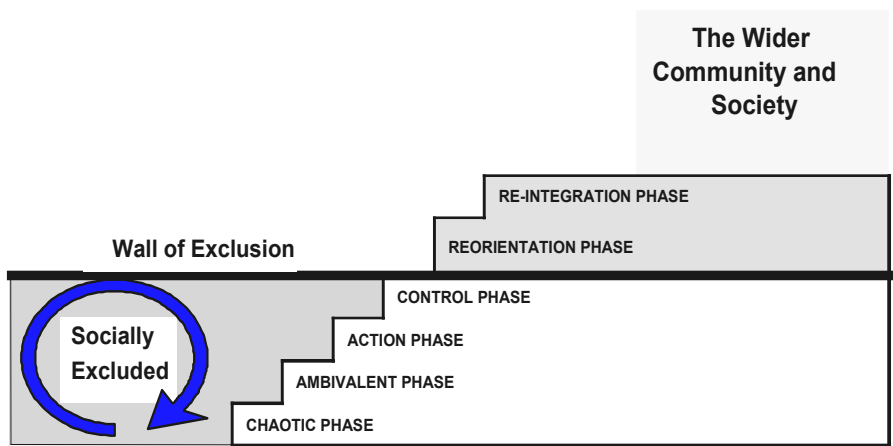 The Wider
Community and
Society
RE-INTEGRATION PHASE
REORIENTATION PHASE
Wall of Exclusion
CONTROL PHASE
ACTION PHASE
AMBIVALENT PHASE
CHAOTIC PHASE
Socially
Excluded